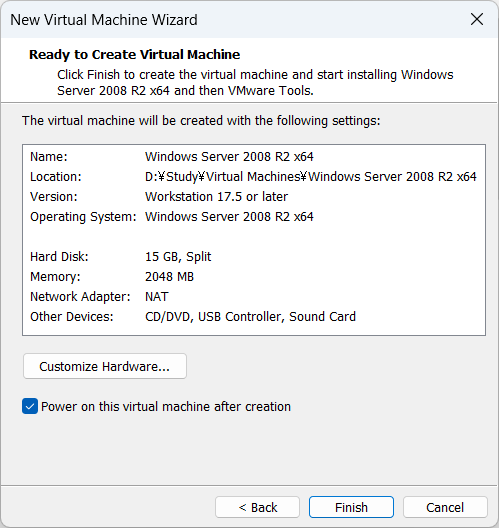 New Virtual Machine Wizard
Ready to Create Virtual Machine
Click Finish to create the virtual machine and start installing Windows
Server 2008 R2 x64 and then VMware Tools.
The virtual machine will be created with the following settings:
Name: Windows Server 2008 R2 x64
Location: D:¥Study¥Virtual Machines¥Windows Server 2008 R2 x64
Version: Workstation 17.5 or later
Operating System: Windows Server 2008 R2 x64
Hard Disk: 15 GB, Split
Memory: 2048 MB
Network Adapter: NAT
Other Devices: CD/DVD, USB Controller, Sound Card
Customize Hardware...
Power on this virtual machine after creation
< Back Finish Cancel